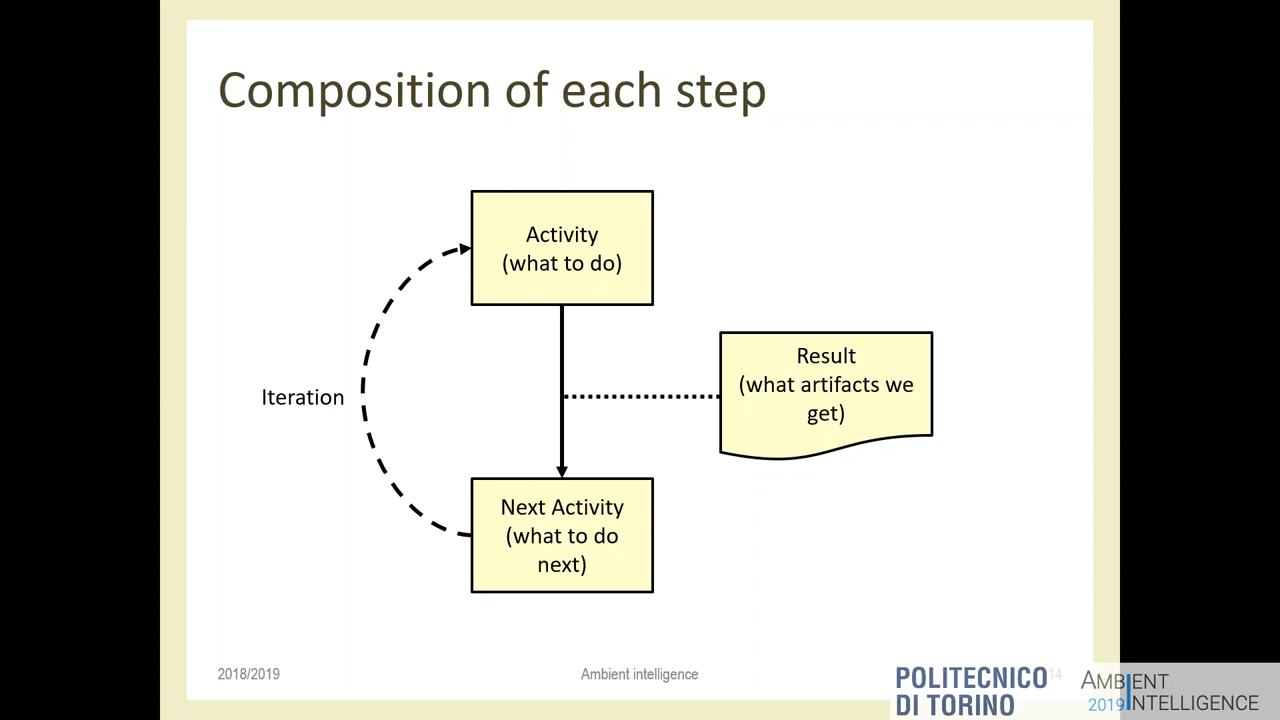 Composition of each step
Activity
(what to do)
Result
(what artifacts we
get)
Iteration
Next Activity
(what to do
next)
2018/2019
Ambient intelligence
14
POLITECNICO
DI TORINO
AMBIENT
2019 INTELLIGENCE